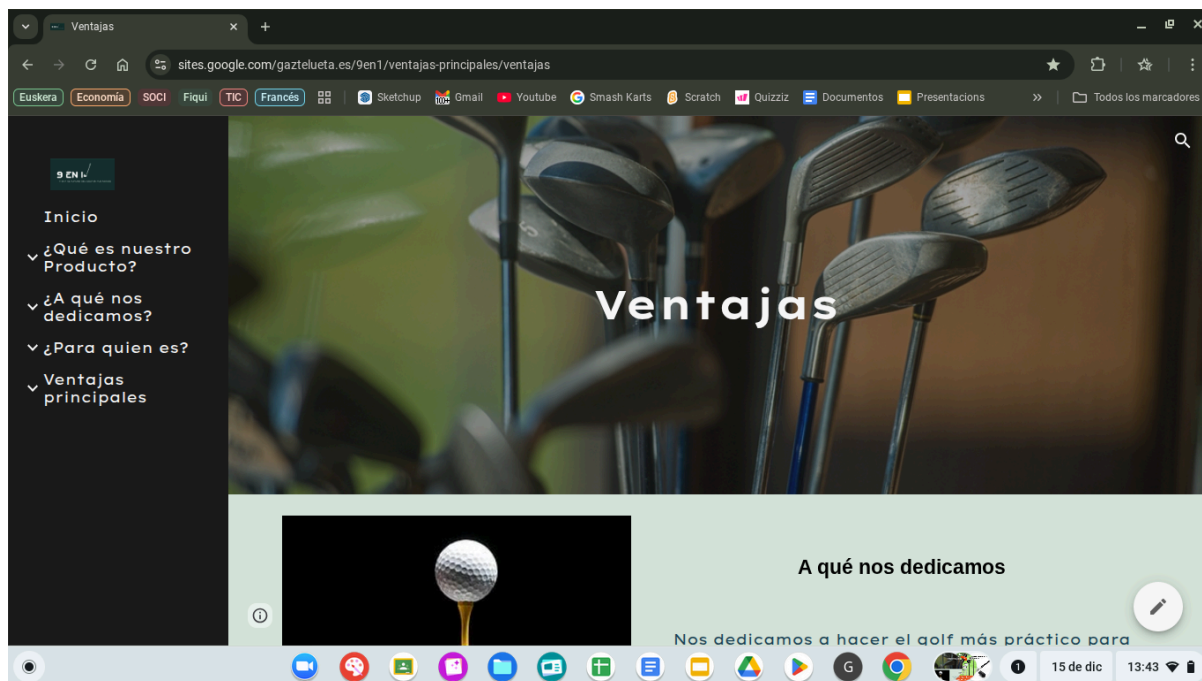 Ventajas
sites.google.com/gaztelueta.es/9en1/ventajas-principales/ventajas
Euskera Economía SOCI Fiqui TIC Francés Sketchup Gmail Youtube Smash Karts Scratch Quizziz Documentos Presentacions » Todos los marcadores
9 EN 1
Inicio
¿Qué es nuestro
Producto?
¿A qué nos
dedicamos?
¿Para quien es?
Ventajas
principales
Ventajas
A qué nos dedicamos
Nos dedicamos a hacer el golf más práctico para
G 1 15 de dic 13:43